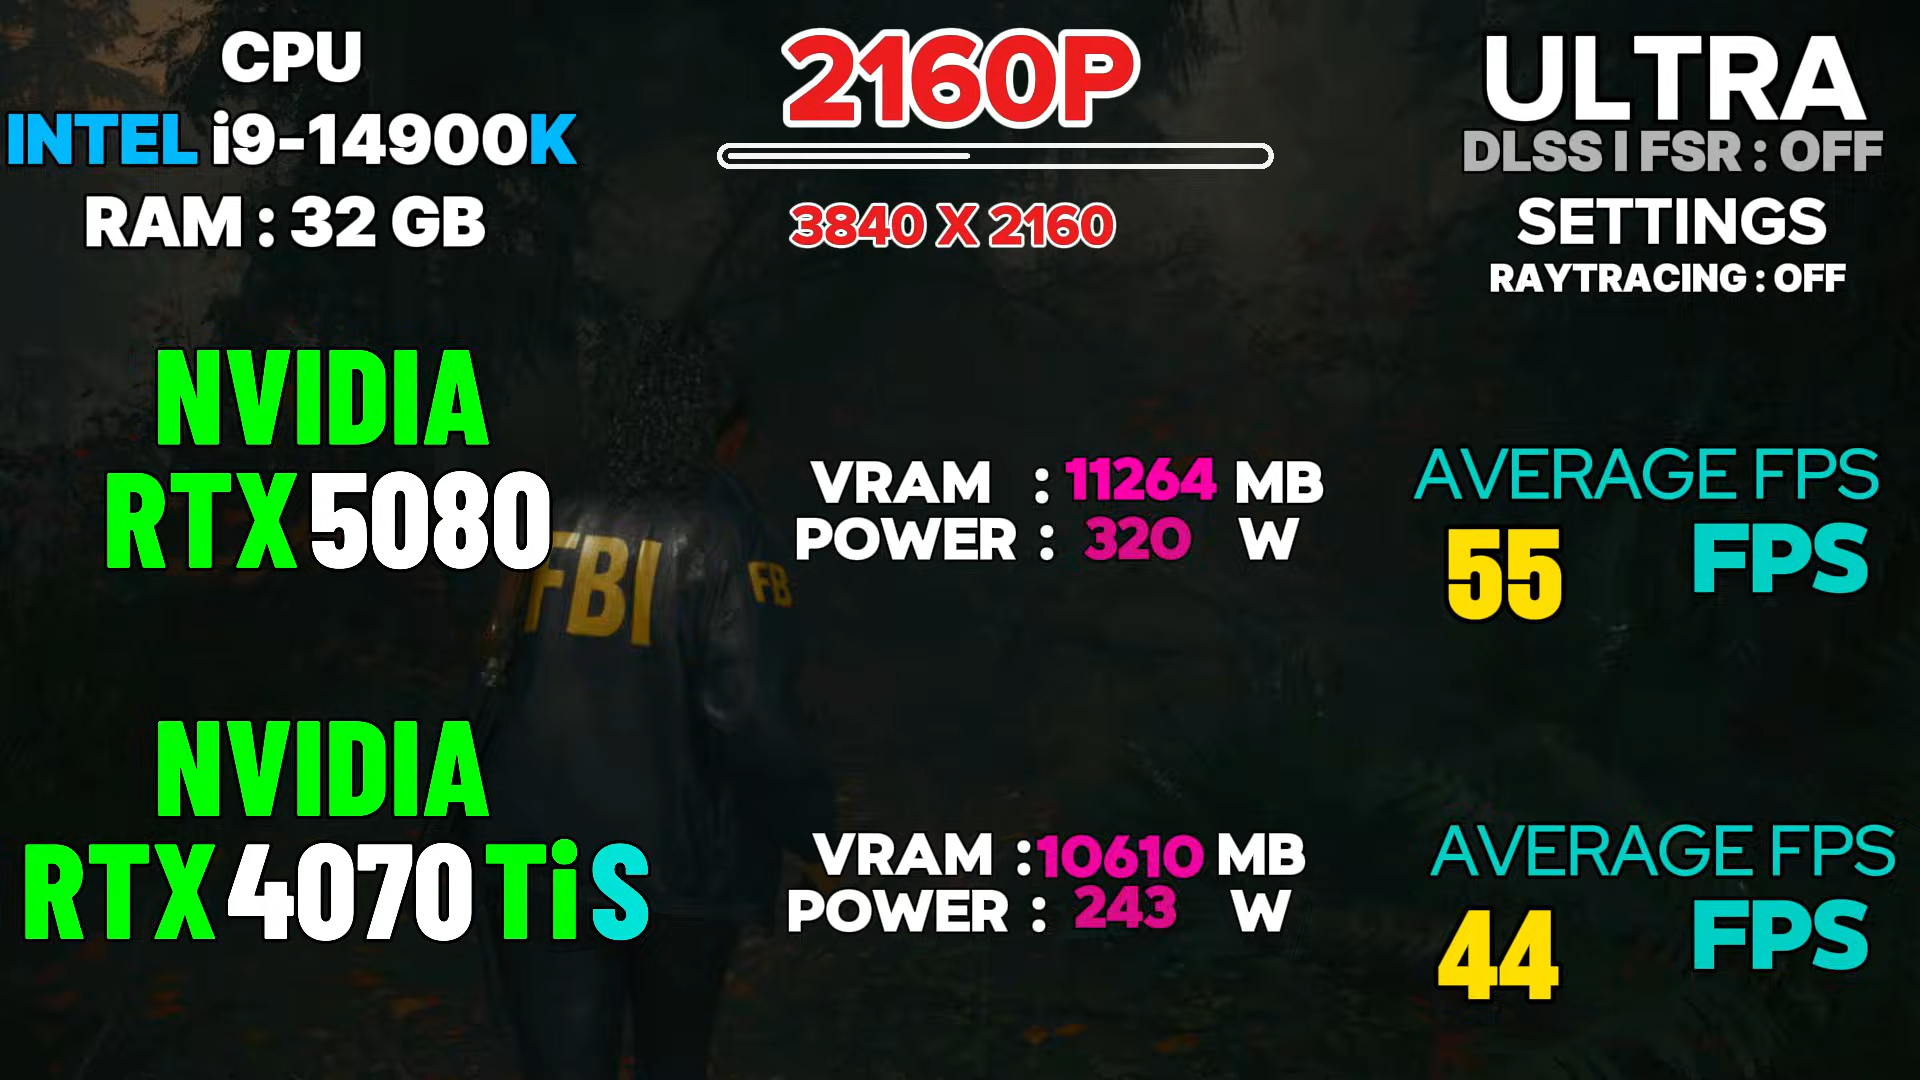 CPU
INTEL i9-14900K
RAM : 32 GB
2160P
3840 X 2160
ULTRA
DLSS I FSR : OFF
SETTINGS
RAYTRACING : OFF
NVIDIA
RTX 5080
VRAM : 11264 MB
POWER : 320 W
AVERAGE FPS
55 FPS
FBI
FB
NVIDIA
RTX 4070 TiS
VRAM : 10610 MB
POWER : 243 W
AVERAGE FPS
44 FPS